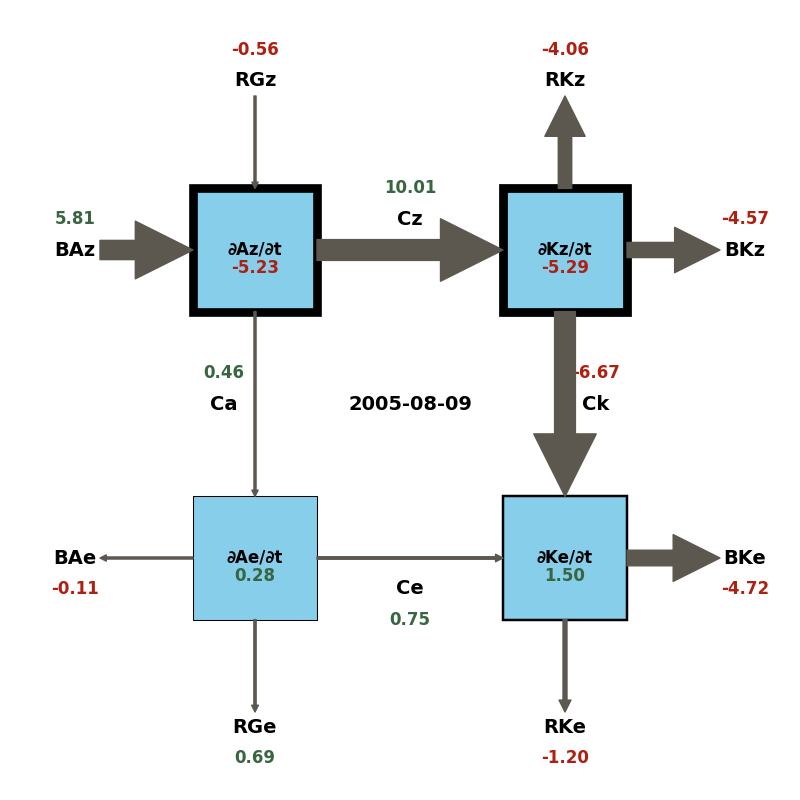 -0.56
RGz
-4.06
RKz
5.81
BAz
10.01
Cz
-4.57
BKz
∂Az/∂t
-5.23
∂Kz/∂t
-5.29
0.46
Ca
2005-08-09
-6.67
Ck
BAe
-0.11
∂Ae/∂t
0.28
Ce
0.75
∂Ke/∂t
1.50
BKe
-4.72
RGe
0.69
RKe
-1.20